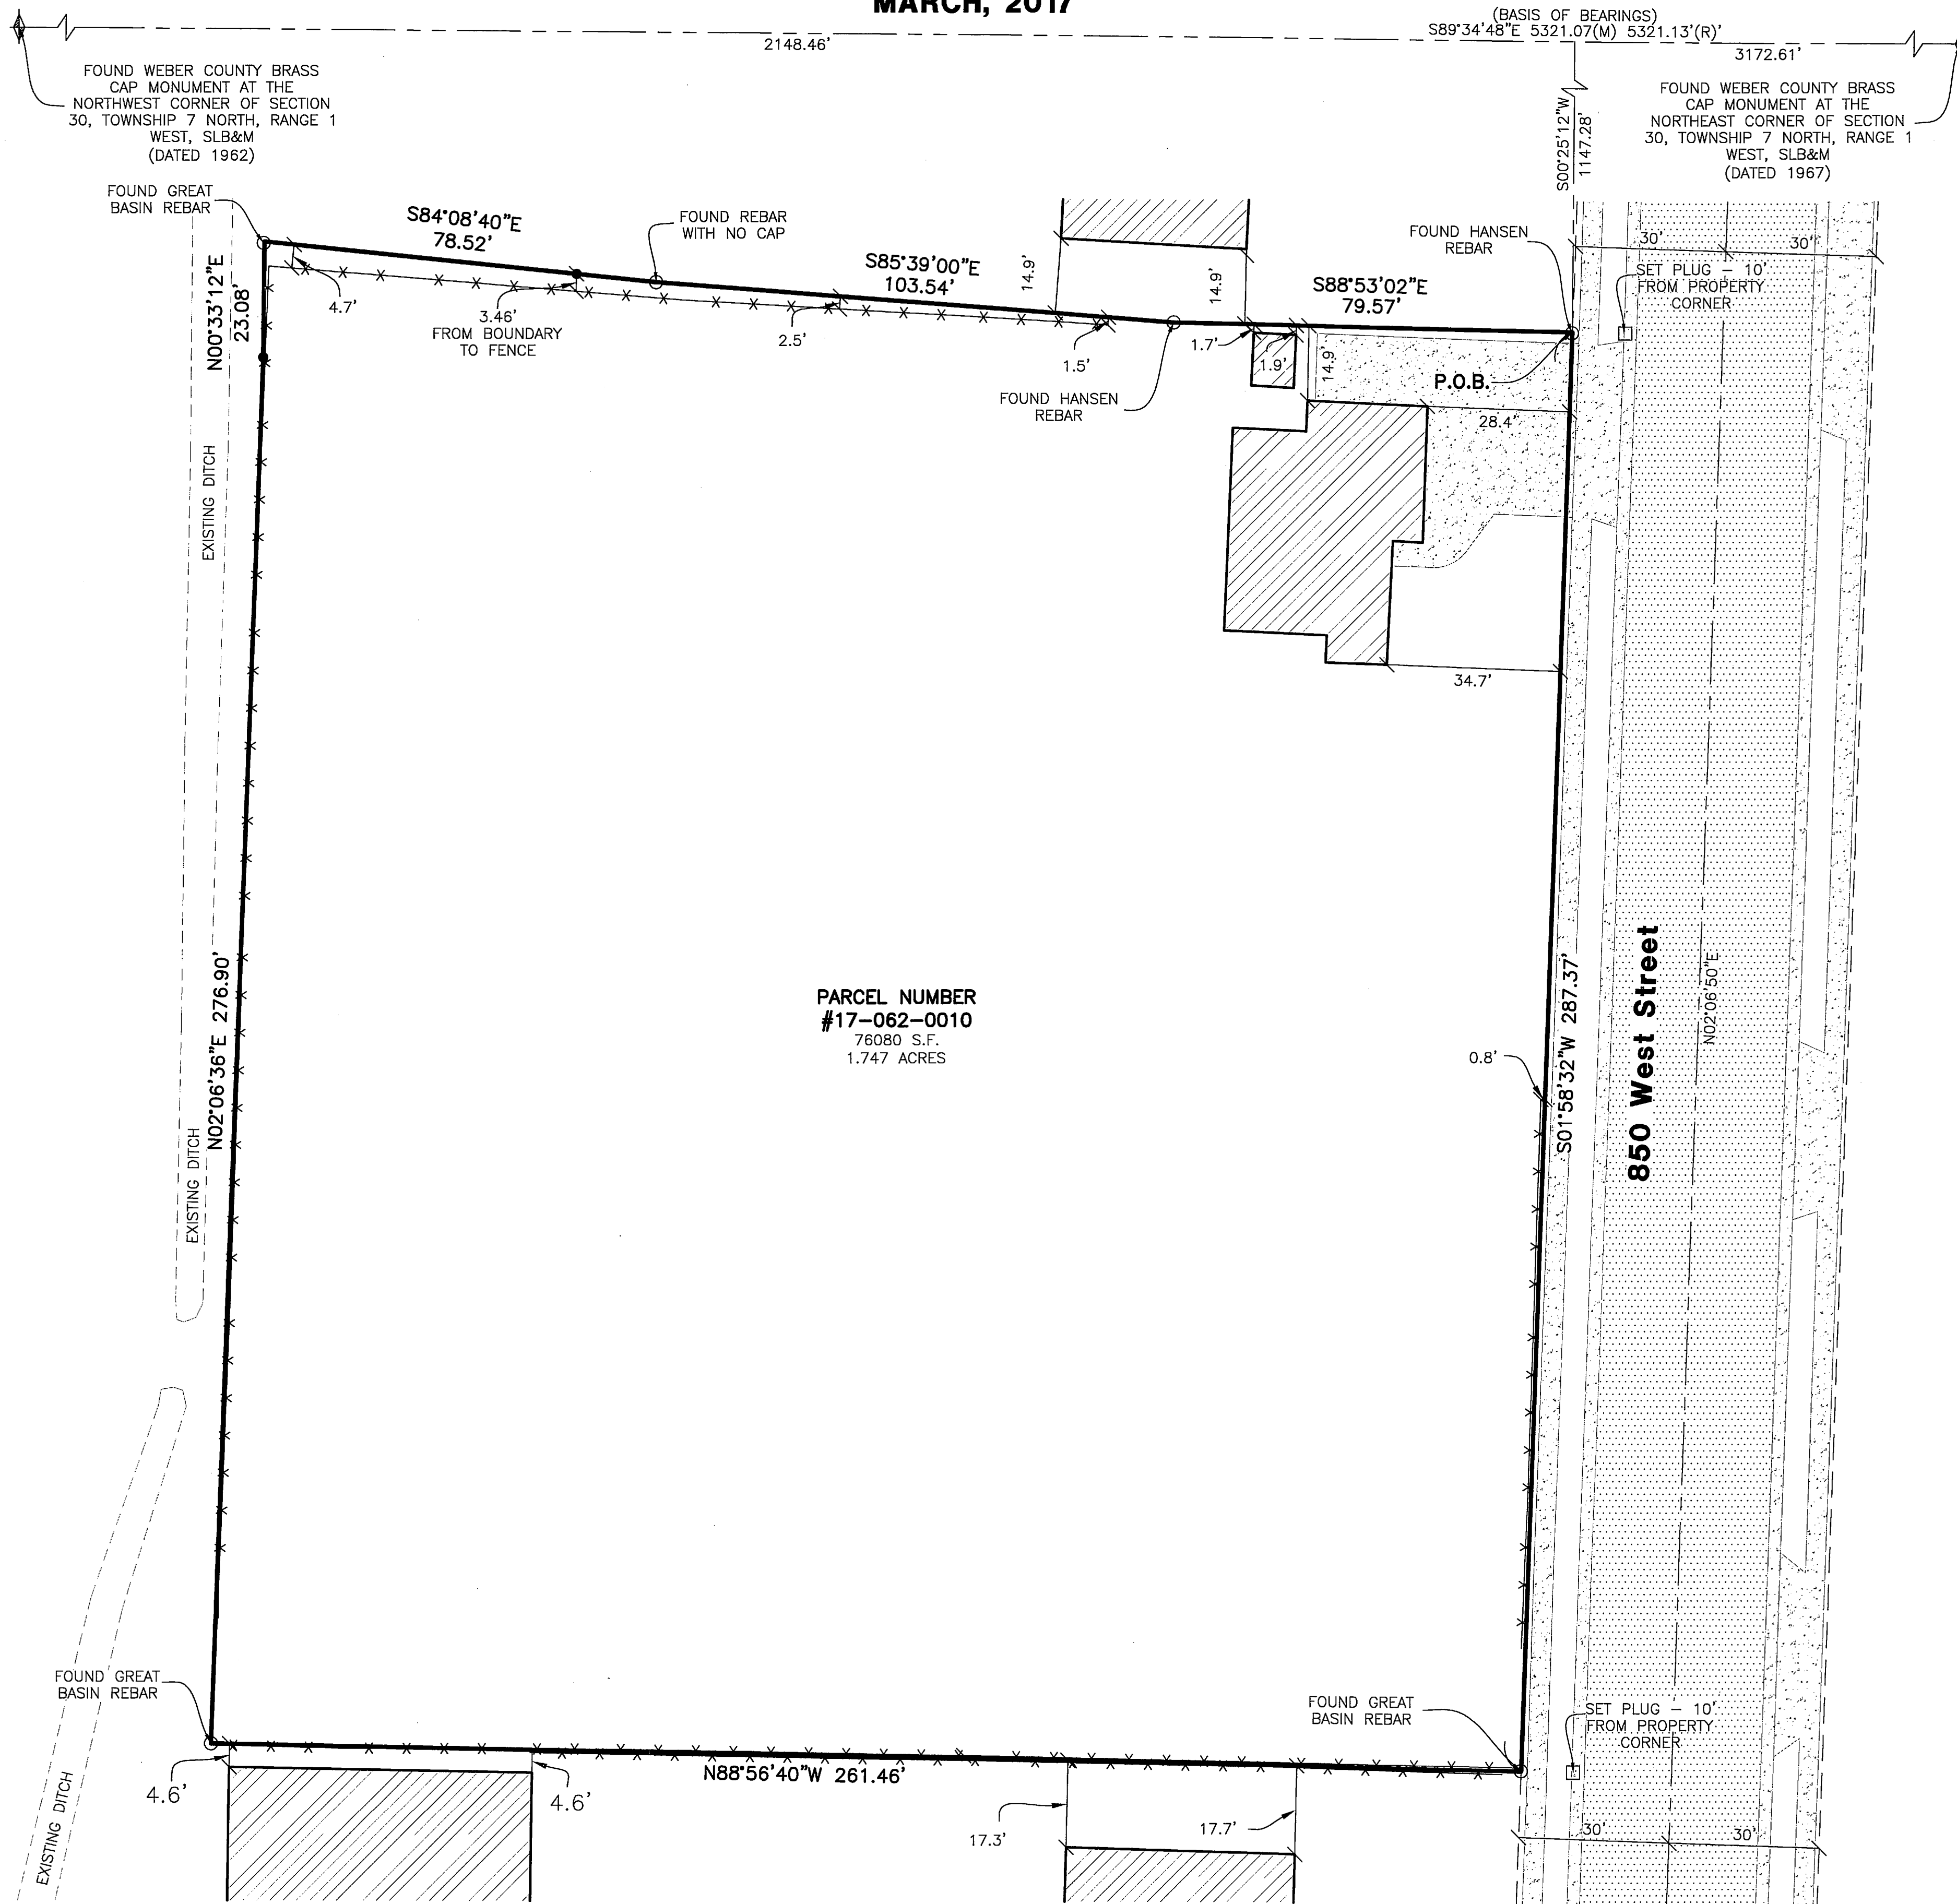 MARCH, 2017
(BASIS OF BEARINGS)
S89°34'48"E 5321.07(M) 5321.13'(R)'
2148.46'
3172.61'
FOUND WEBER COUNTY BRASS
CAP MONUMENT AT THE
NORTHWEST CORNER OF SECTION
30, TOWNSHIP 7 NORTH, RANGE 1
WEST, SLB&M
(DATED 1962)
S00°25'12"W
1147.28'
FOUND WEBER COUNTY BRASS
CAP MONUMENT AT THE
NORTHEAST CORNER OF SECTION
30, TOWNSHIP 7 NORTH, RANGE 1
WEST, SLB&M
(DATED 1967)
FOUND GREAT
BASIN REBAR
S84°08'40"E
78.52'
FOUND REBAR
WITH NO CAP
S85°39'00"E
103.54'
14.9'
14.9'
S88°53'02"E
79.57'
FOUND HANSEN
REBAR
30'
30'
SET PLUG – 10'
FROM PROPERTY
CORNER
N00°33'12"E
23.08'
4.7'
3.46'
FROM BOUNDARY
TO FENCE
2.5'
1.5'
1.7'
1.9'
14.9'
P.O.B.
FOUND HANSEN
REBAR
28.4'
EXISTING DITCH
34.7'
N02°06'36"E 276.90'
PARCEL NUMBER
#17-062-0010
76080 S.F.
1.747 ACRES
0.8'
S01°58'32"W 287.37'
850 West Street
N02°06'50"E
EXISTING DITCH
FOUND GREAT
BASIN REBAR
FOUND GREAT
BASIN REBAR
SET PLUG – 10'
FROM PROPERTY
CORNER
N88°56'40"W 261.46'
4.6'
4.6'
17.3'
17.7'
30'
30'
EXISTING DITCH